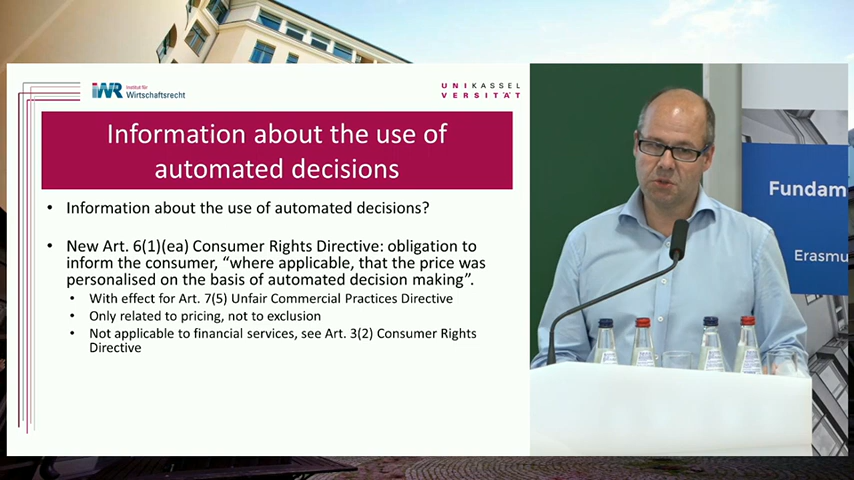 iWR Institut für
Wirtschaftsrecht
UNIKASSEL
VERSITÄT
Information about the use of
automated decisions
• Information about the use of automated decisions?
• New Art. 6(1)(ea) Consumer Rights Directive: obligation to
inform the consumer, “where applicable, that the price was
personalised on the basis of automated decision making”.
• With effect for Art. 7(5) Unfair Commercial Practices Directive
• Only related to pricing, not to exclusion
• Not applicable to financial services, see Art. 3(2) Consumer Rights
Directive
Fundam
Erasmu